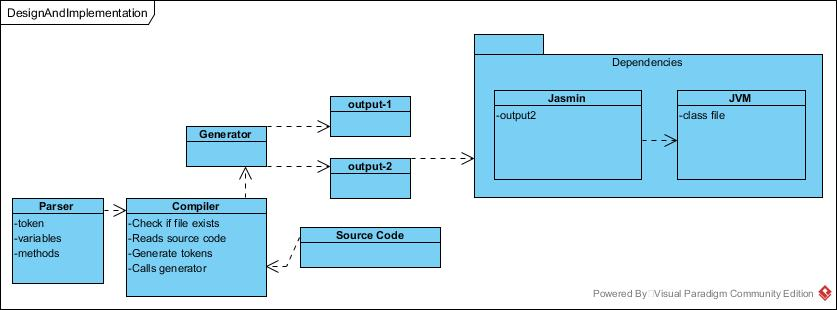 DesignAndImplementation
Dependencies
Jasmin
-output2
JVM
-class file
output-1
Generator
output-2
Parser
-token
-variables
-methods
Compiler
-Check if file exists
-Reads source code
-Generate tokens
-Calls generator
Source Code
Powered By Visual Paradigm Community Edition